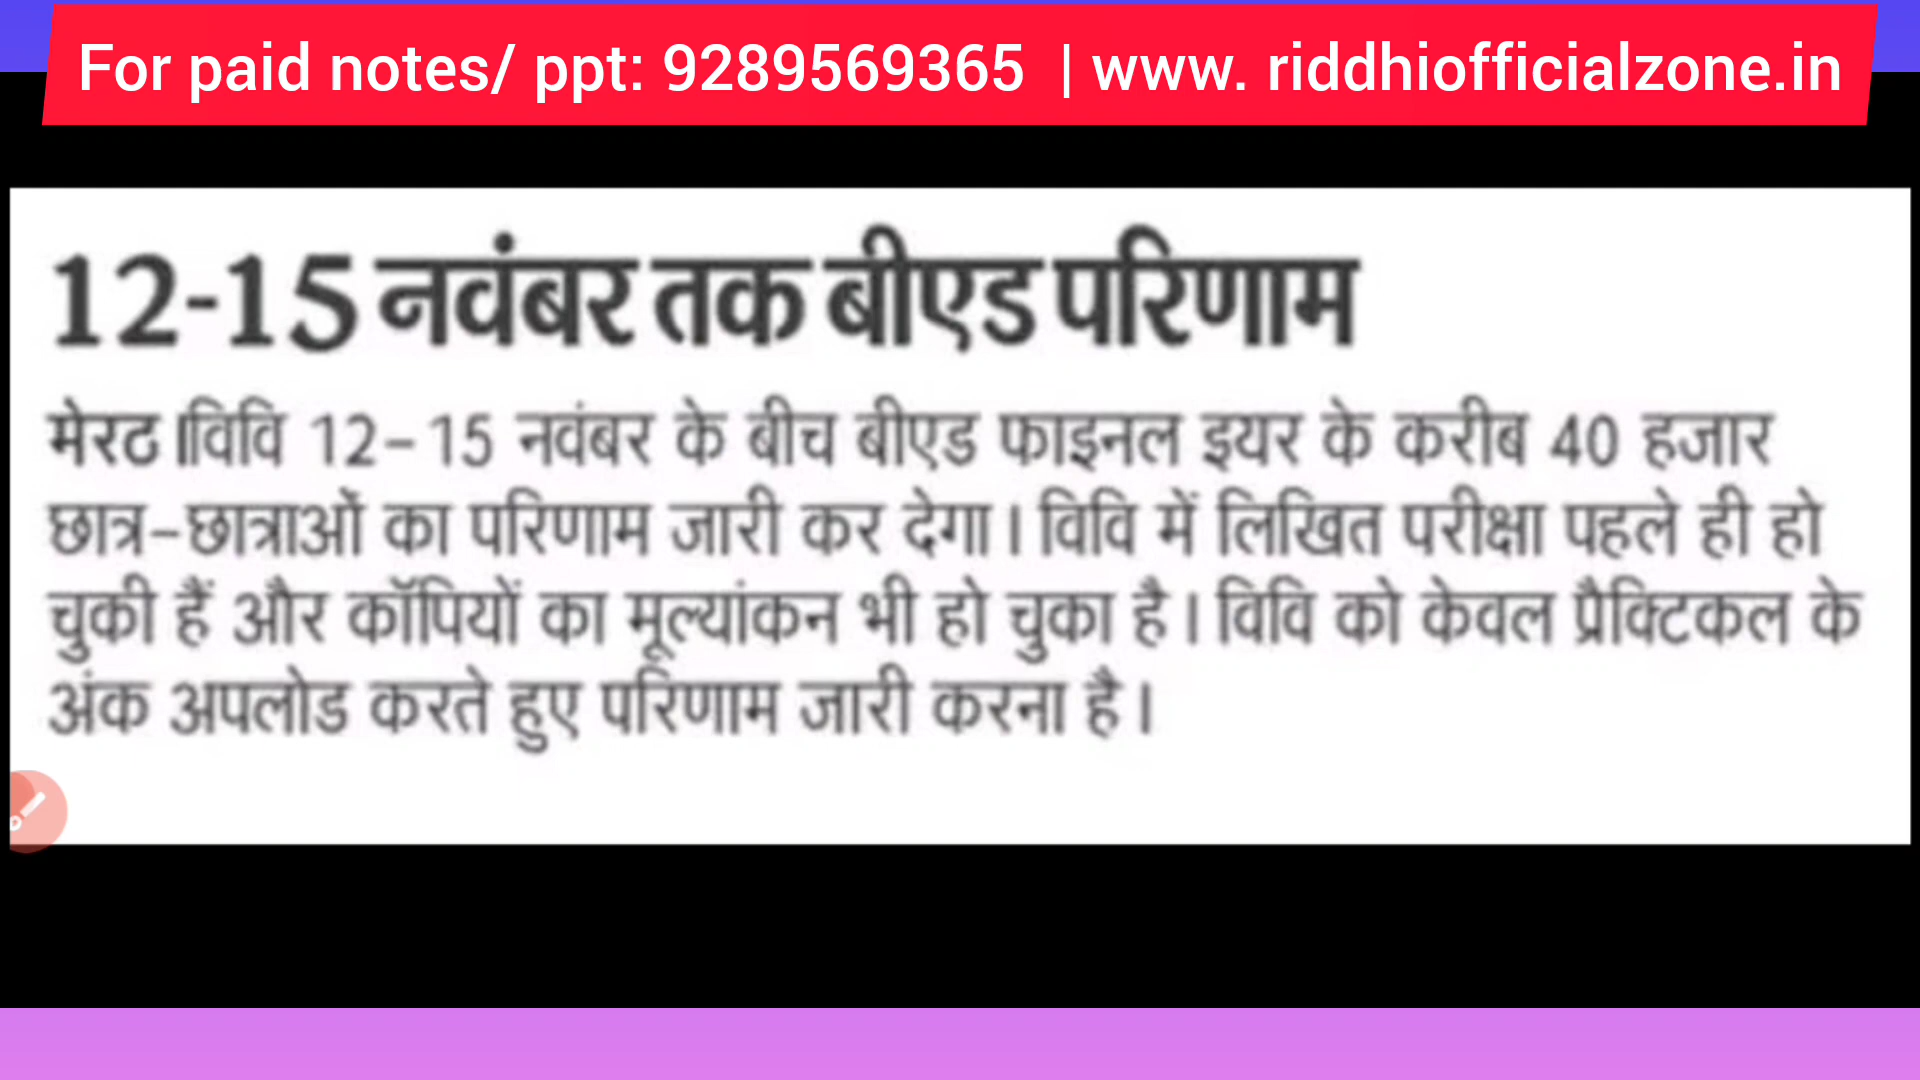 For paid notes/ ppt: 9289569365 | www. riddhiofficialzone.in
12-15 नवंबर तक बीएड परिणाम
मेरठ।विवि 12-15 नवंबर के बीच बीएड फाइनल इयर के करीब 40 हजार
छात्र-छात्राओं का परिणाम जारी कर देगा। विवि में लिखित परीक्षा पहले ही हो
चुकी हैं और कॉपियों का मूल्यांकन भी हो चुका है। विवि को केवल प्रैक्टिकल के
अंक अपलोड करते हुए परिणाम जारी करना है।